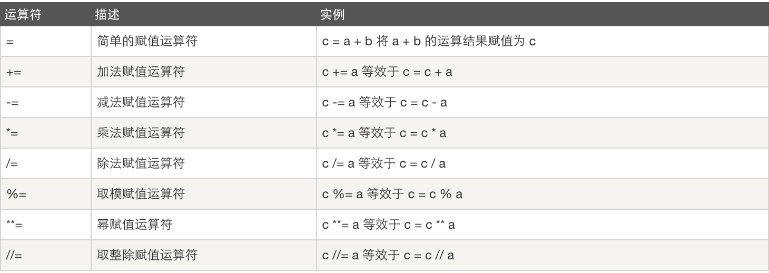 运算符 描述 实例
= 简单的赋值运算符 c = a + b 将 a + b 的运算结果赋值为 c
+= 加法赋值运算符 c += a 等效于 c = c + a
-= 减法赋值运算符 c -= a 等效于 c = c - a
*= 乘法赋值运算符 c *= a 等效于 c = c * a
/= 除法赋值运算符 c /= a 等效于 c = c / a
%= 取模赋值运算符 c %= a 等效于 c = c % a
**= 幂赋值运算符 c **= a 等效于 c = c ** a
//= 取整除赋值运算符 c //= a 等效于 c = c // a